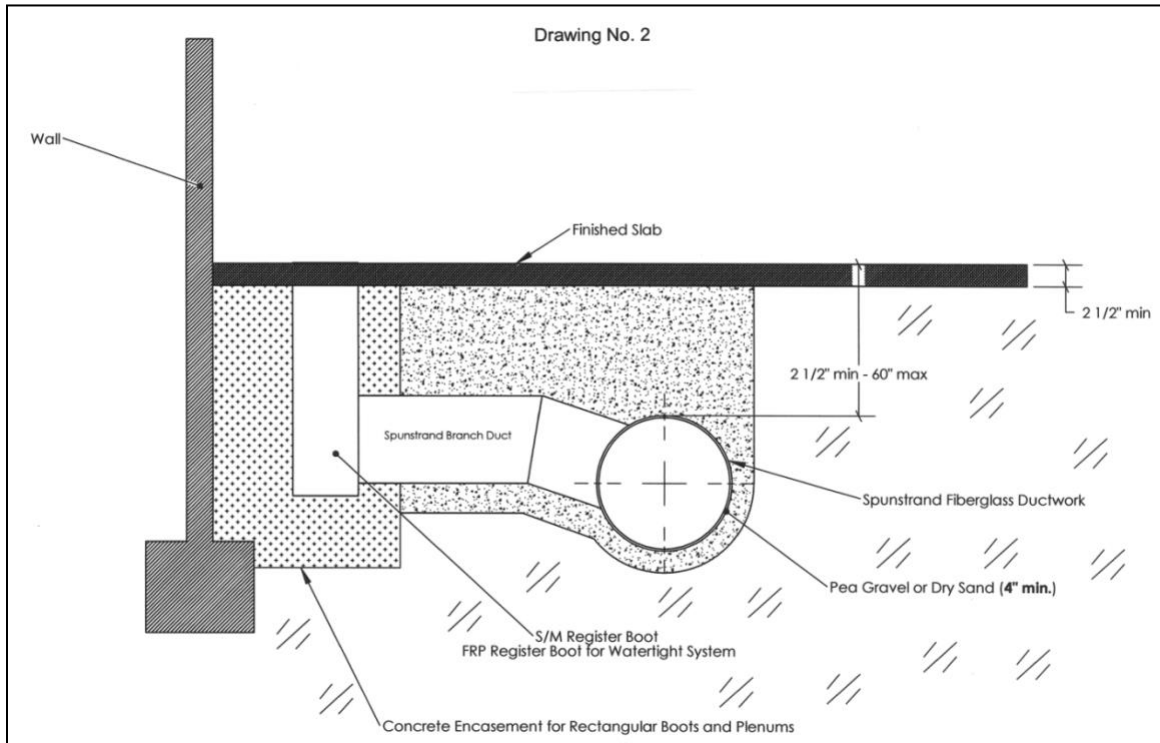 Drawing No. 2
Wall
Finished Slab
2 1/2" min
2 1/2" min - 60" max
Spunstrand Branch Duct
Spunstrand Fiberglass Ductwork
Pea Gravel or Dry Sand (4" min.)
S/M Register Boot
FRP Register Boot for Watertight System
Concrete Encasement for Rectangular Boots and Plenums